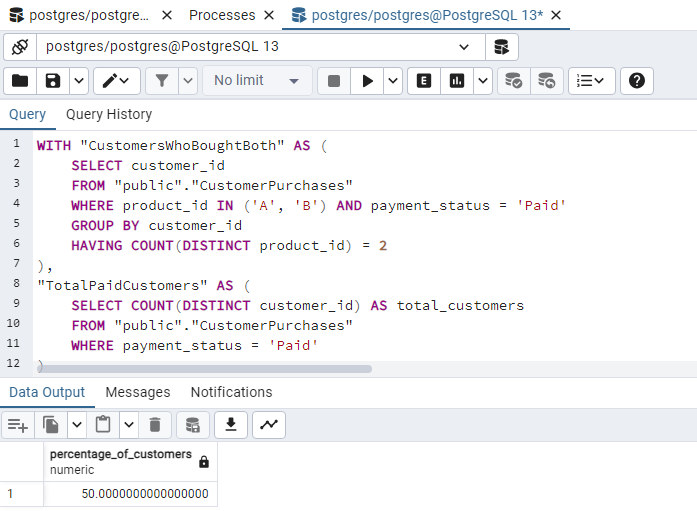 postgres/postgre... Processes postgres/postgres@PostgreSQL 13*
postgres/postgres@PostgreSQL 13
No limit E
Query Query History
1 WITH "CustomersWhoBoughtBoth" AS (
2 SELECT customer_id
3 FROM "public"."CustomerPurchases"
4 WHERE product_id IN ('A', 'B') AND payment_status = 'Paid'
5 GROUP BY customer_id
6 HAVING COUNT(DISTINCT product_id) = 2
7 ),
8 "TotalPaidCustomers" AS (
9 SELECT COUNT(DISTINCT customer_id) AS total_customers
10 FROM "public"."CustomerPurchases"
11 WHERE payment_status = 'Paid'
12 )
Data Output Messages Notifications
percentage_of_customers
numeric
1 50.0000000000000000